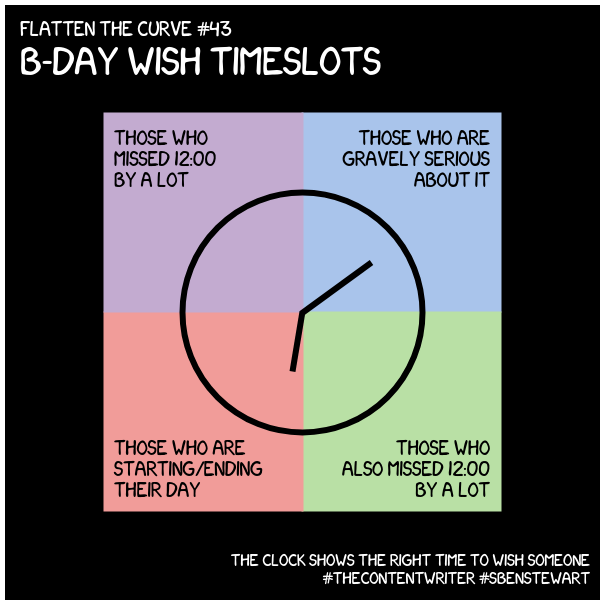 FLATTEN THE CURVE #43
B-DAY WISH TIMESLOTS
THOSE WHO
MISSED 12:00
BY A LOT
THOSE WHO ARE
GRAVELY SERIOUS
ABOUT IT
THOSE WHO ARE
STARTING/ENDING
THEIR DAY
THOSE WHO
ALSO MISSED 12:00
BY A LOT
THE CLOCK SHOWS THE RIGHT TIME TO WISH SOMEONE
#THECONTENTWRITER #SBENSTEWART